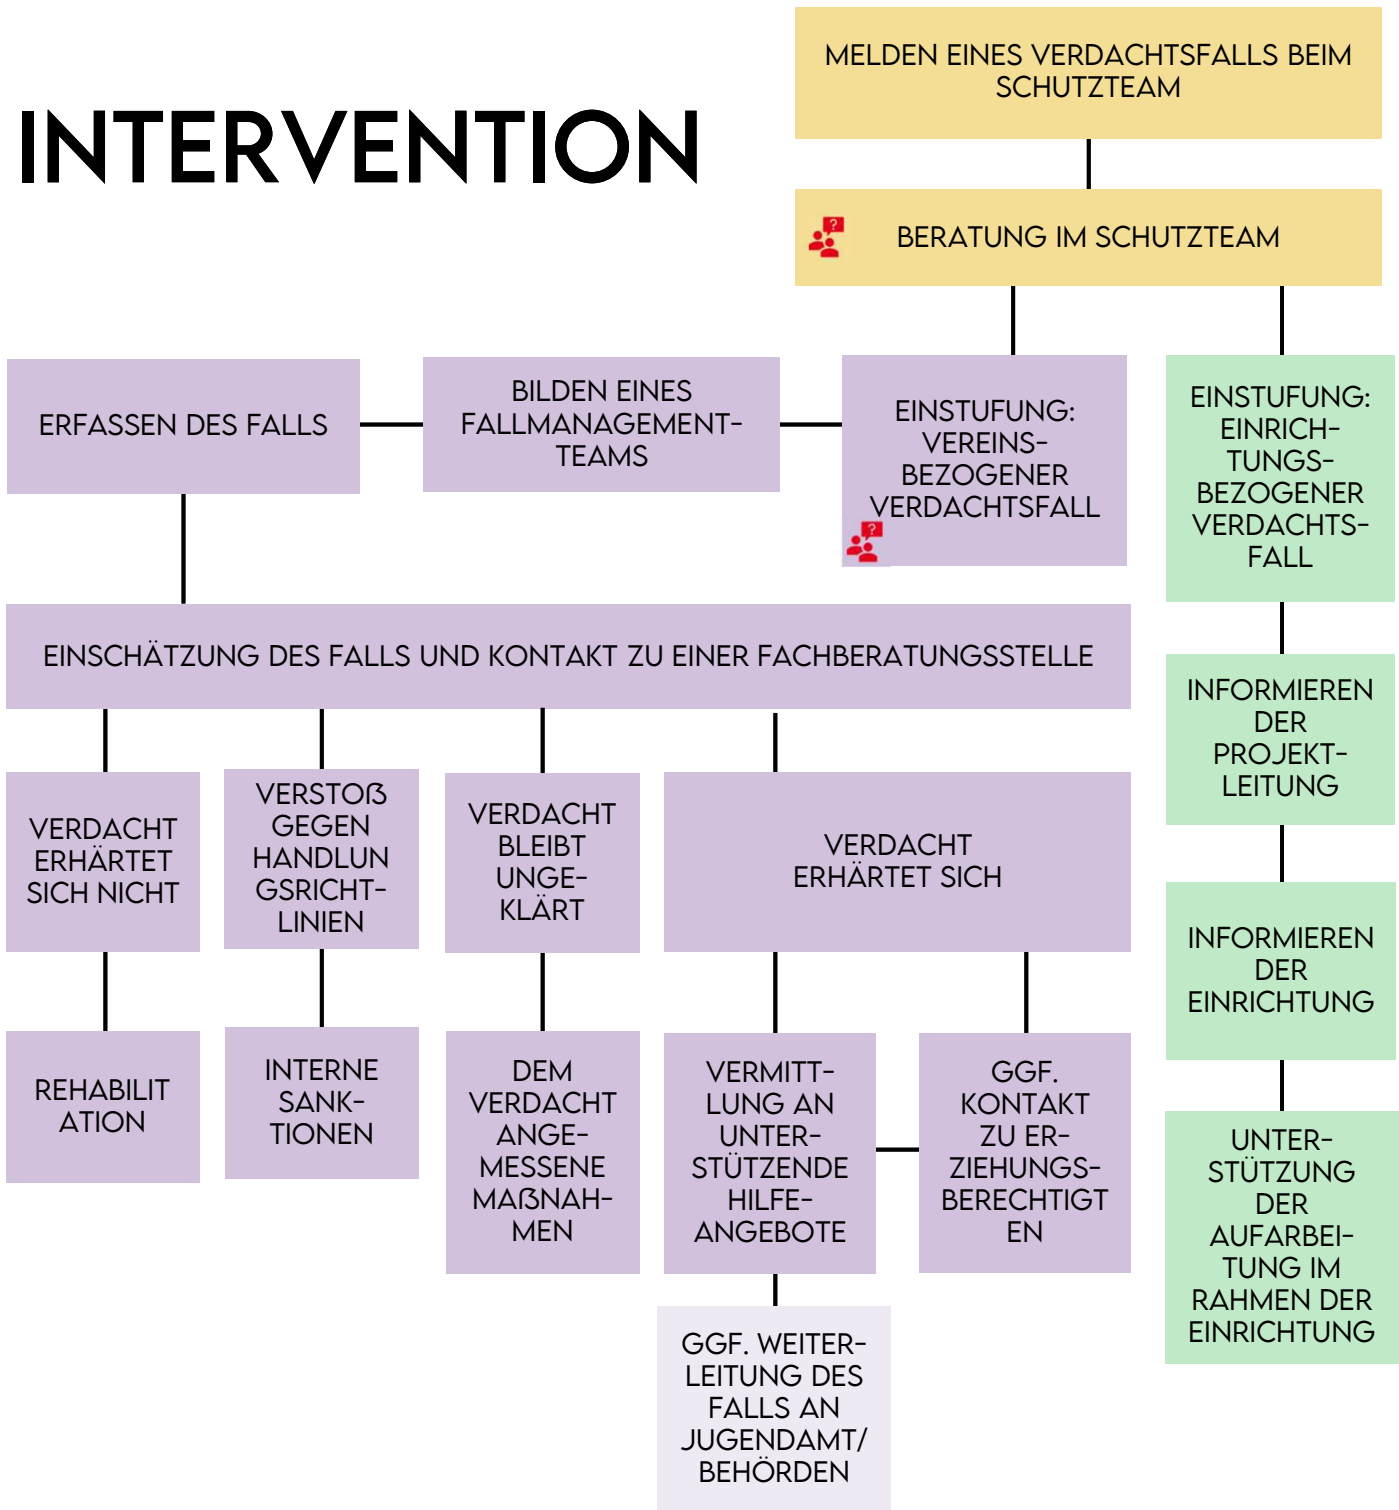 INTERVENTION
MELDEN EINES VERDACHTSFALLS BEIM
SCHUTZTEAM
?
BERATUNG IM SCHUTZTEAM
ERFASSEN DES FALLS
BILDEN EINES
FALLMANAGEMENT-
TEAMS
EINSTUFUNG:
VEREINS-
BEZOGENER
VERDACHTSFALL
?
EINSTUFUNG:
EINRICH-
TUNGS-
BEZOGENER
VERDACHTS-
FALL
EINSCHÄTZUNG DES FALLS UND KONTAKT ZU EINER FACHBERATUNGSSTELLE
INFORMIEREN
DER
PROJEKT-
LEITUNG
VERDACHT
ERHÄRTET
SICH NICHT
VERSTOẞ
GEGEN
HANDLUN
GSRICHT-
LINIEN
VERDACHT
BLEIBT
UNGE-
KLÄRT
VERDACHT
ERHÄRTET SICH
INFORMIEREN
DER
EINRICHTUNG
REHABILIT
ATION
INTERNE
SANK-
TIONEN
DEM
VERDACHT
ANGE-
MESSENE
MAẞNAH-
MEN
VERMITT-
LUNG AN
UNTER-
STÜTZENDE
HILFE-
ANGEBOTE
GGF.
KONTAKT
ZU ER-
ZIEHUNGS-
BERECHTIGT
EN
UNTER-
STÜTZUNG
DER
AUFARBEI-
TUNG IM
RAHMEN DER
EINRICHTUNG
GGF. WEITER-
LEITUNG DES
FALLS AN
JUGENDAMT/
BEHÖRDEN